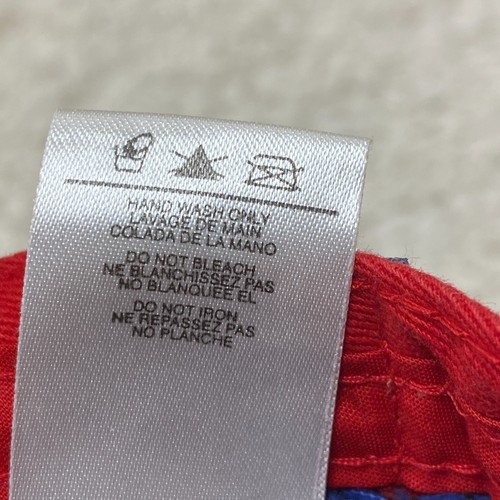 HAND WASH ONLY
LAVAGE DE MAIN
COLADA DE LA MANO
DO NOT BLEACH
NE BLANCHISSEZ PAS
NO BLANQUEE EL
DO NOT IRON
NE REPASSEZ PAS
NO PLANCHE